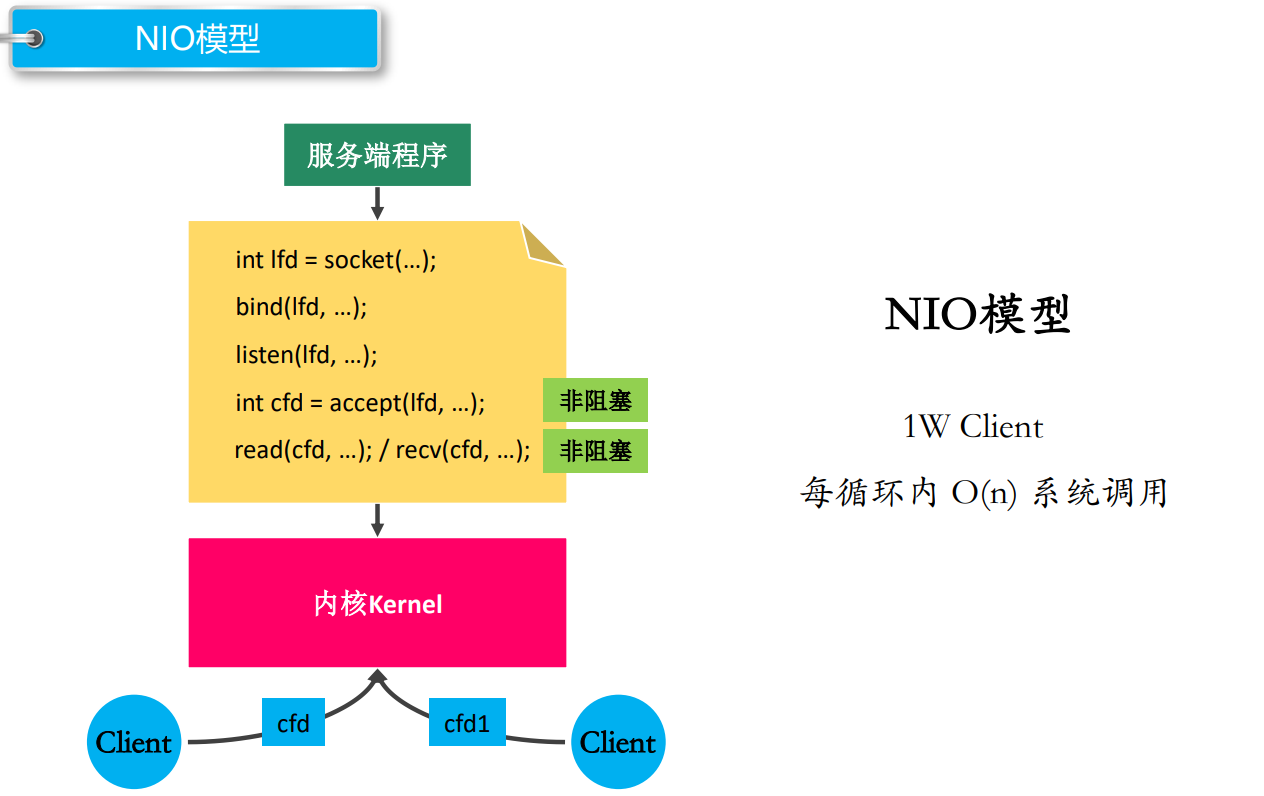 NIO模型
服务端程序
int lfd = socket(…);
bind(lfd, …);
listen(lfd, …);
int cfd = accept(lfd, …);
非阻塞
read(cfd, …); / recv(cfd, …);
非阻塞
内核Kernel
cfd
cfd1
Client
Client
NIO模型
1W Client
每循环内 O(n) 系统调用